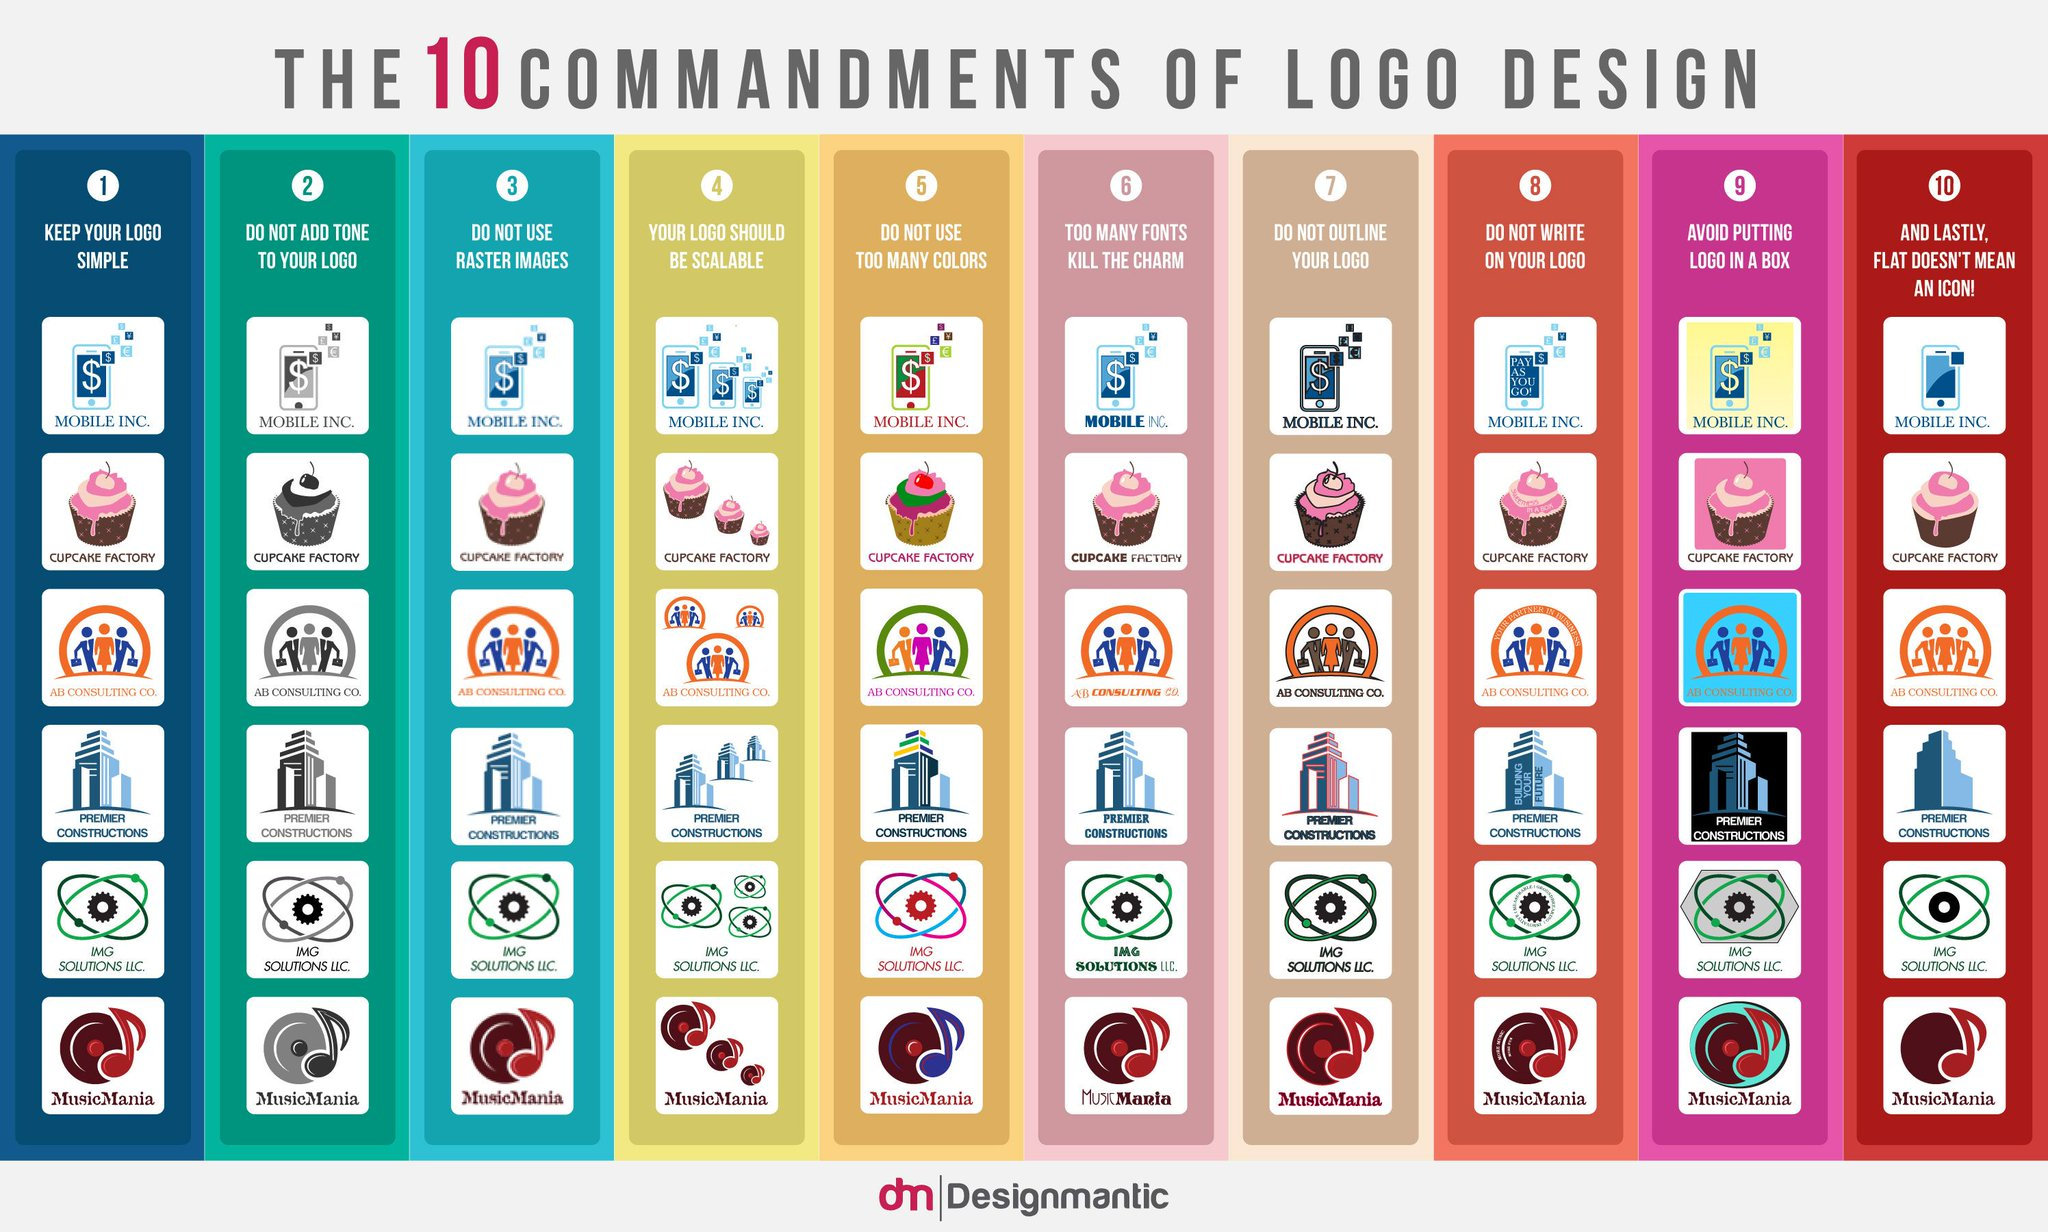 THE 10 COMMANDMENTS OF LOGO DESIGN
1
KEEP YOUR LOGO
SIMPLE
$
MOBILE INC.
CUPCAKE FACTORY
AB CONSULTING CO.
PREMIER
CONSTRUCTIONS
IMG
SOLUTIONS LLC.
MusicMania
2
DO NOT ADD TONE
TO YOUR LOGO
$
MOBILE INC.
CUPCAKE FACTORY
AB CONSULTING CO.
PREMIER
CONSTRUCTIONS
IMG
SOLUTIONS LLC.
MusicMania
3
DO NOT USE
RASTER IMAGES
$
MOBILE INC.
CUPCAKE FACTORY
AB CONSULTING CO.
PREMIER
CONSTRUCTIONS
IMG
SOLUTIONS LLC.
MusicMania
4
YOUR LOGO SHOULD
BE SCALABLE
$ $ $
MOBILE INC.
CUPCAKE FACTORY
AB CONSULTING CO.
PREMIER
CONSTRUCTIONS
IMG
SOLUTIONS LLC.
MusicMania
5
DO NOT USE
TOO MANY COLORS
$
MOBILE INC.
CUPCAKE FACTORY
AB CONSULTING CO.
PREMIER
CONSTRUCTIONS
IMG
SOLUTIONS LLC.
MusicMania
6
TOO MANY FONTS
KILL THE CHARM
$
MOBILE INC.
CUPCAKE FACTORY
AB CONSULTING CO.
PREMIER
CONSTRUCTIONS
IMG
SOLUTIONS LLC.
MusicMania
7
DO NOT OUTLINE
YOUR LOGO
$
MOBILE INC.
CUPCAKE FACTORY
AB CONSULTING CO.
PREMIER
CONSTRUCTIONS
IMG
SOLUTIONS LLC.
MusicMania
8
DO NOT WRITE
ON YOUR LOGO
PAY
AS
YOU
GO!
MOBILE INC.
IN A BOX
CUPCAKE FACTORY
YOUR PARTNER IN BUSINESS
AB CONSULTING CO.
BUILDING
YOUR
FUTURE
PREMIER
CONSTRUCTIONS
IMG
SOLUTIONS LLC.
MusicMania
9
AVOID PUTTING
LOGO IN A BOX
$
MOBILE INC.
CUPCAKE FACTORY
AB CONSULTING CO.
PREMIER
CONSTRUCTIONS
IMG
SOLUTIONS LLC.
MusicMania
10
AND LASTLY,
FLAT DOESN'T MEAN
AN ICON!
MOBILE INC.
CUPCAKE FACTORY
AB CONSULTING CO.
PREMIER
CONSTRUCTIONS
IMG
SOLUTIONS LLC.
MusicMania
dm Designmantic